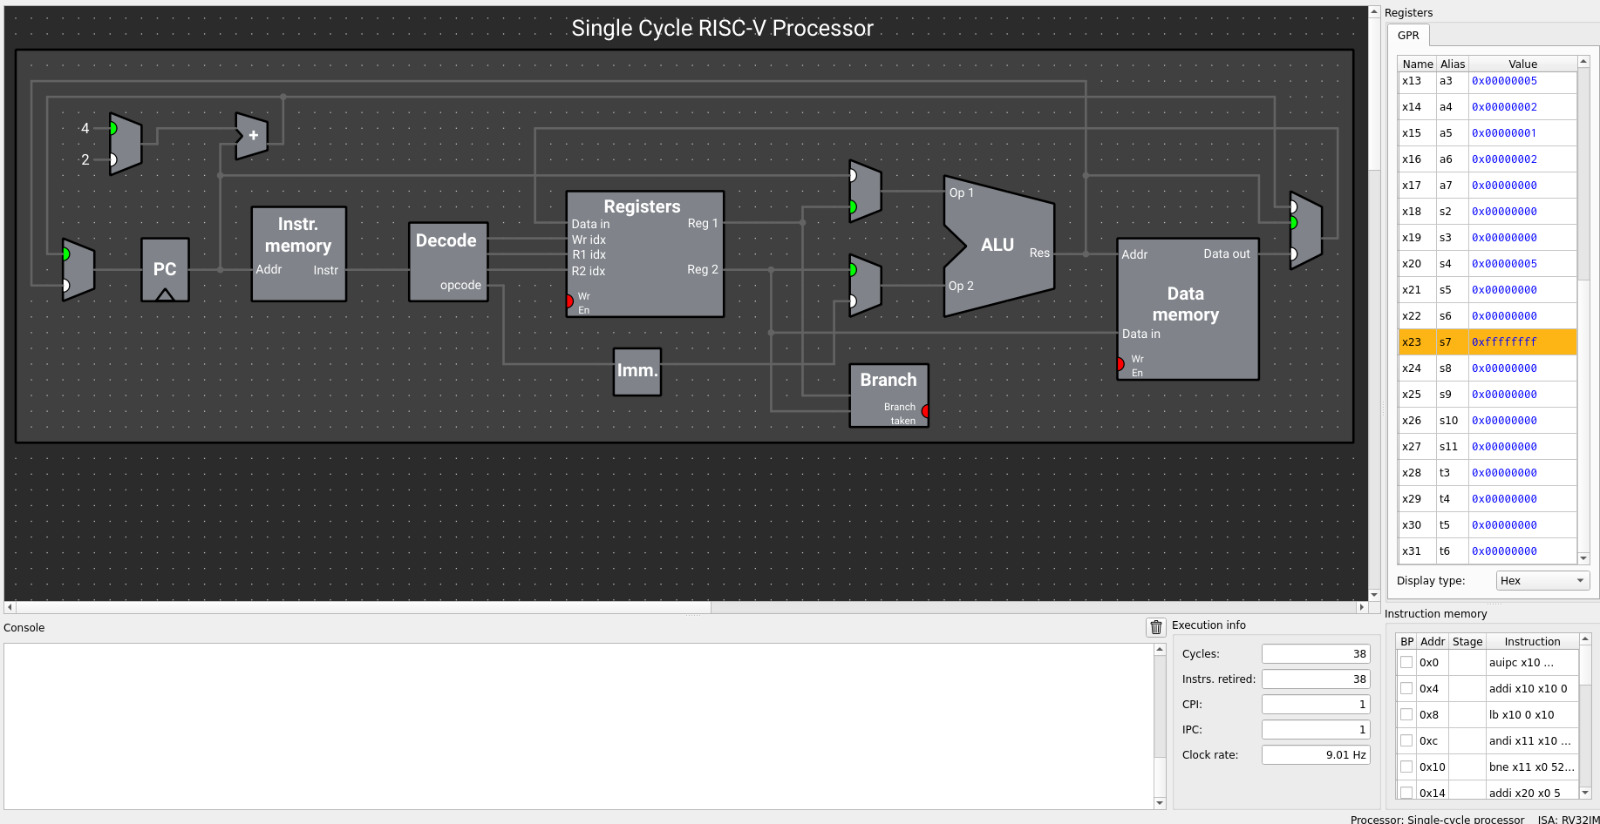 Single Cycle RISC-V Processor
4
2
+
PC
Instr.
memory
Addr
Instr
Decode
opcode
Registers
Data in
Wr idx
R1 idx
R2 idx
Wr
En
Reg 1
Reg 2
Imm.
Op 1
Op 2
ALU
Res
Branch
Branch
taken
Addr
Data out
Data
memory
Data in
Wr
En
Registers
GPR
Name Alias Value
x13 a3 0x00000005
x14 a4 0x00000002
x15 a5 0x00000001
x16 a6 0x00000002
x17 a7 0x00000000
x18 s2 0x00000000
x19 s3 0x00000000
x20 s4 0x00000005
x21 s5 0x00000000
x22 s6 0x00000000
x23 s7 0xffffffff
x24 s8 0x00000000
x25 s9 0x00000000
x26 s10 0x00000000
x27 s11 0x00000000
x28 t3 0x00000000
x29 t4 0x00000000
x30 t5 0x00000000
x31 t6 0x00000000
Display type: Hex
Console
Execution info
Cycles: 38
Instrs. retired: 38
CPI: 1
IPC: 1
Clock rate: 9.01 Hz
Instruction memory
BP Addr Stage Instruction
0x0 auipc x10 ...
0x4 addi x10 x10 0
0x8 lb x10 0 x10
0xc andi x11 x10 ...
0x10 bne x11 x0 52...
0x14 addi x20 x0 5
Processor: Single-cycle processor ISA: RV32IM